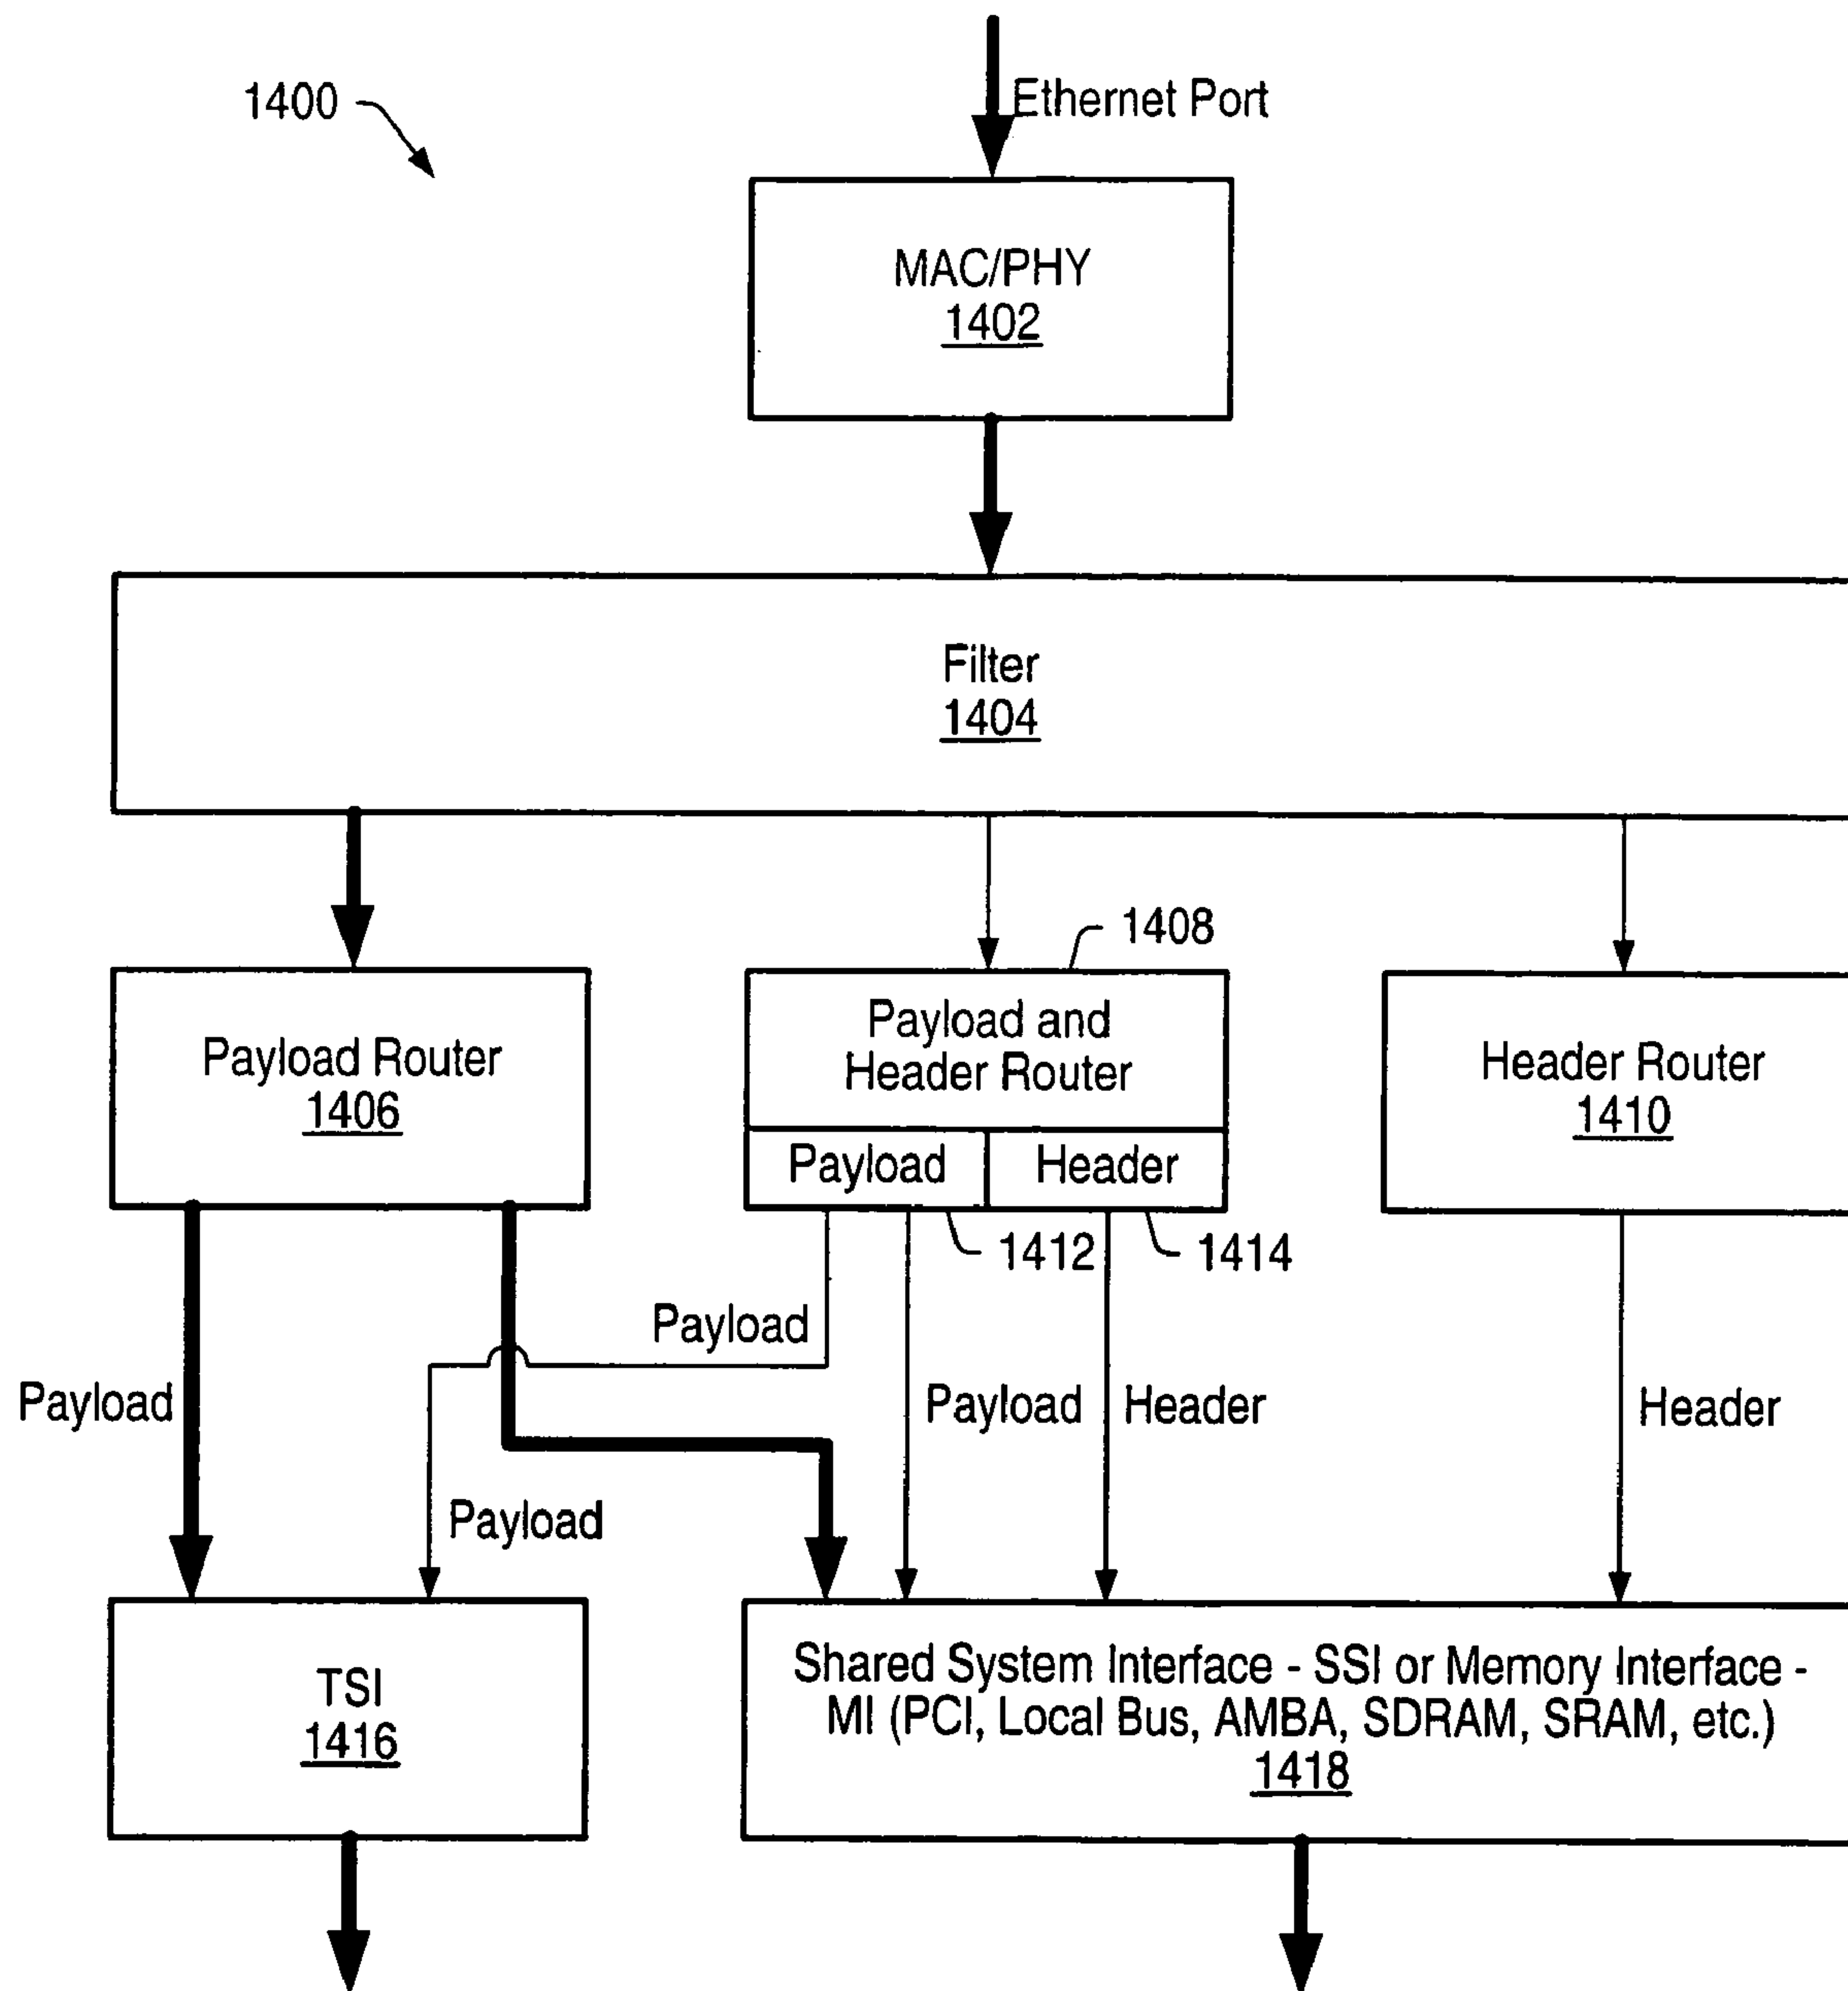 1400
Ethernet Port
MAC/PHY
1402
Filter
1404
1408
Payload Router
1406
Payload and
Header Router
Payload
Header
Header Router
1410
1412
1414
Payload
Payload
Payload
Header
Header
Payload
TSI
1416
Shared System Interface - SSI or Memory Interface -
MI (PCI, Local Bus, AMBA, SDRAM, SRAM, etc.)
1418